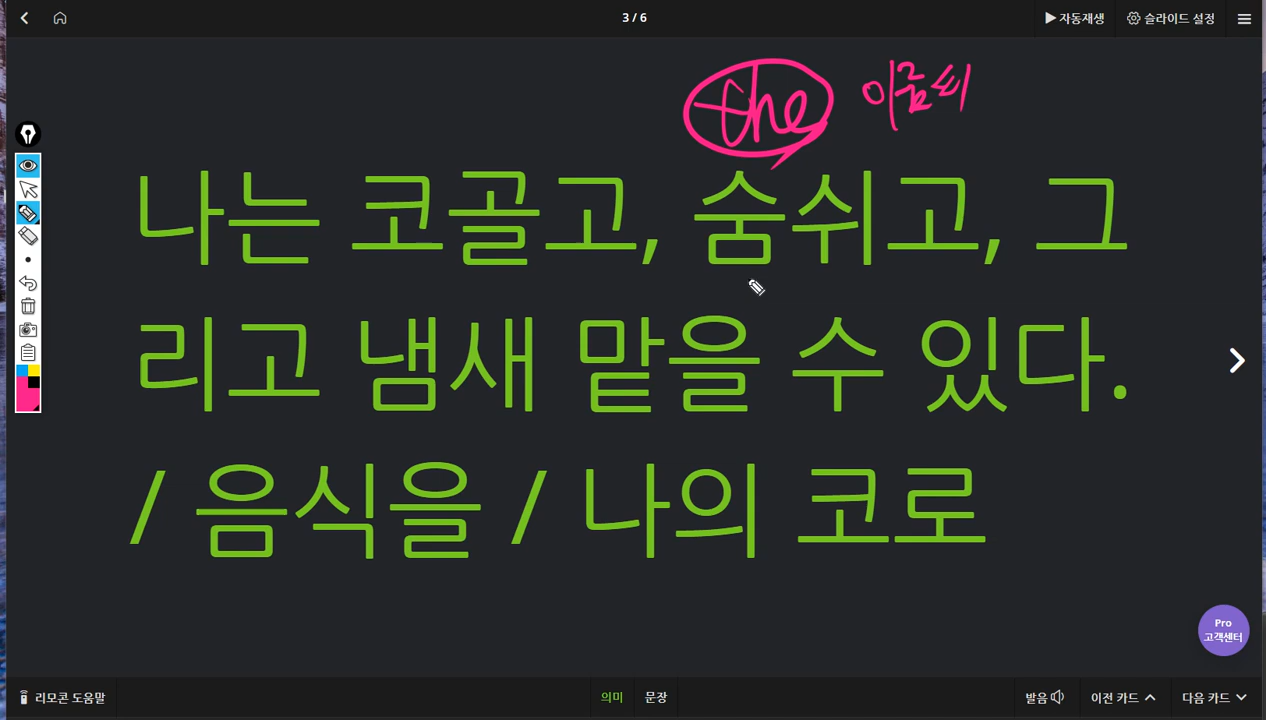 3 / 6
자동재생
슬라이드 설정
the
나는 코골고, 숨쉬고, 그
리고 냄새 맡을 수 있다.
/ 음식을 / 나의 코로
Pro
고객센터
리모콘 도움말
의미
문장
발음
이전 카드
다음 카드